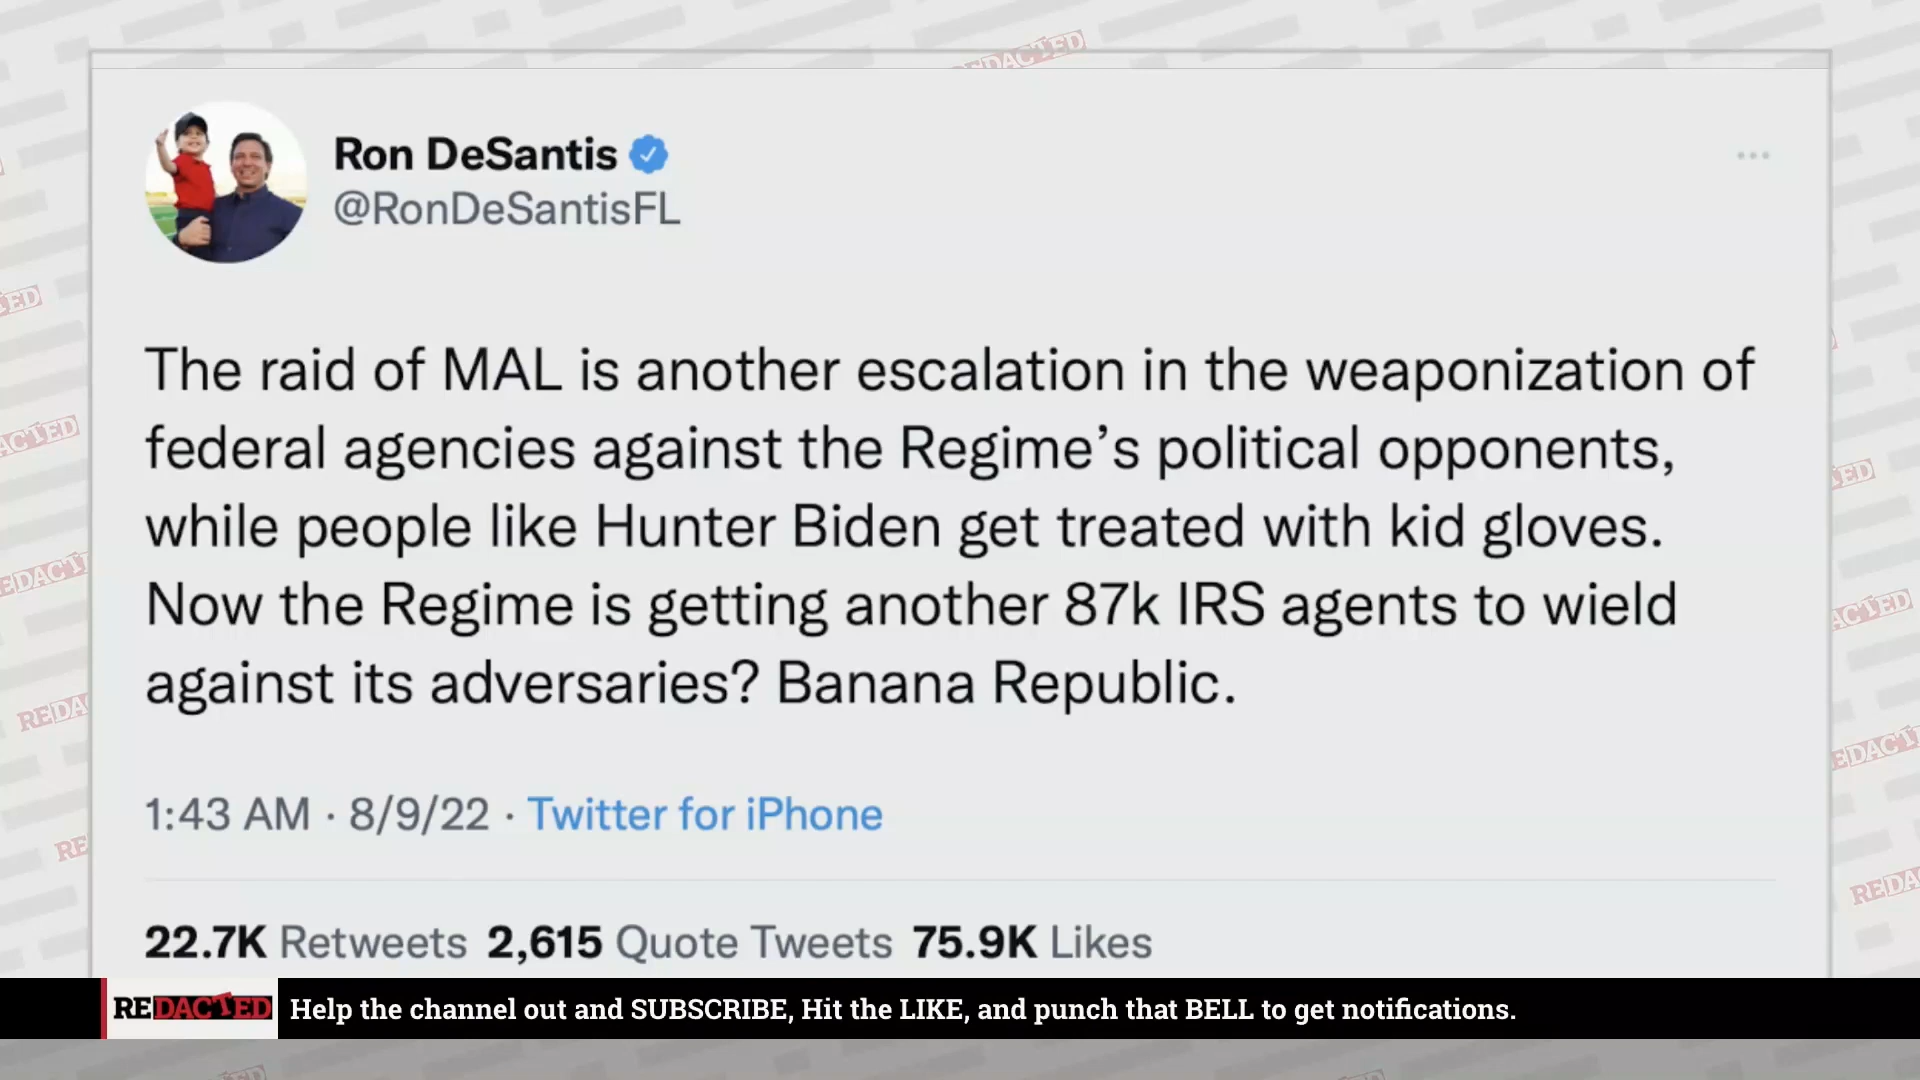 Ron DeSantis
@RonDeSantisFL
The raid of MAL is another escalation in the weaponization of
federal agencies against the Regime’s political opponents,
while people like Hunter Biden get treated with kid gloves.
Now the Regime is getting another 87k IRS agents to wield
against its adversaries? Banana Republic.
1:43 AM · 8/9/22 · Twitter for iPhone
22.7K Retweets 2,615 Quote Tweets 75.9K Likes
REDACTED Help the channel out and SUBSCRIBE, Hit the LIKE, and punch that BELL to get notifications.